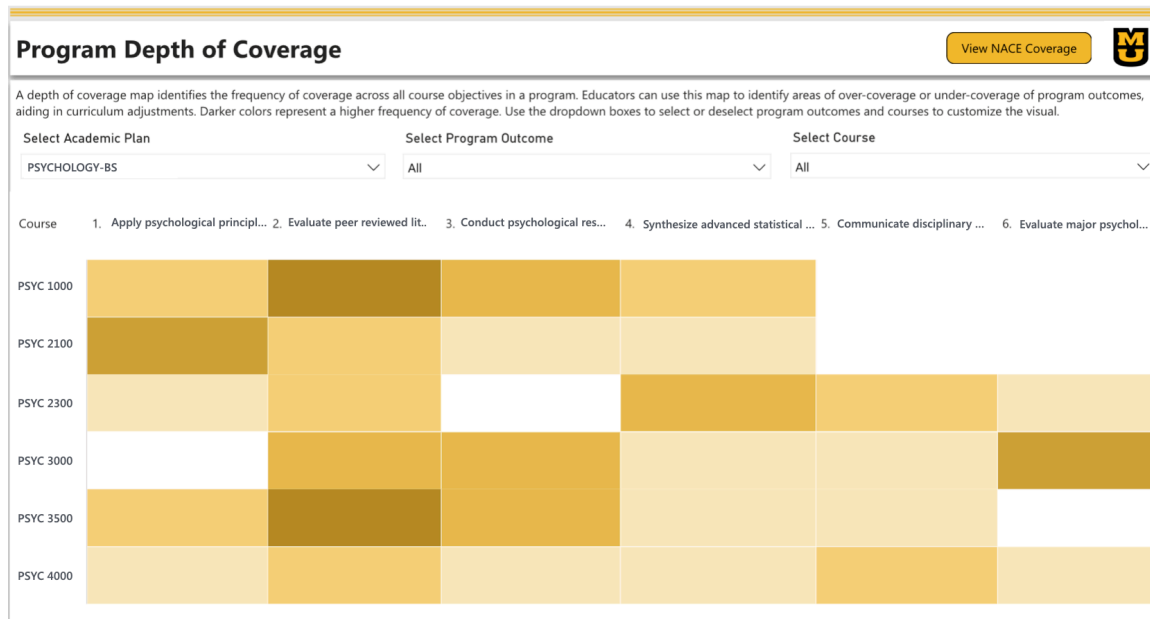 Program Depth of Coverage
View NACE Coverage
MU
A depth of coverage map identifies the frequency of coverage across all course objectives in a program. Educators can use this map to identify areas of over-coverage or under-coverage of program outcomes,
aiding in curriculum adjustments. Darker colors represent a higher frequency of coverage. Use the dropdown boxes to select or deselect program outcomes and courses to customize the visual.
Select Academic Plan
Select Program Outcome
Select Course
PSYCHOLOGY-BS
All
All
Course
1. Apply psychological principl...
2. Evaluate peer reviewed lit..
3. Conduct psychological res...
4. Synthesize advanced statistical ...
5. Communicate disciplinary ...
6. Evaluate major psychol...
PSYC 1000
PSYC 2100
PSYC 2300
PSYC 3000
PSYC 3500
PSYC 4000